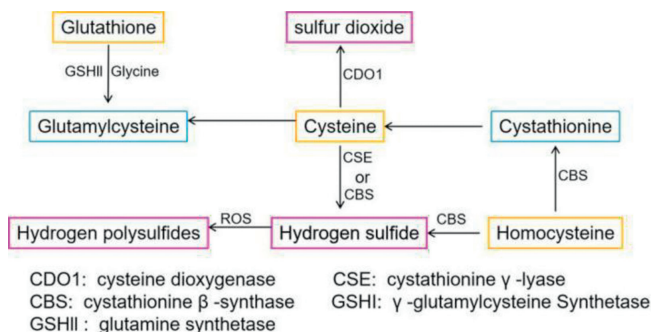 Glutathione
sulfur dioxide
GSHⅡ Glycine
CDO1
Glutamylcysteine
Cysteine
Cystathionine
CSE
or
CBS
CBS
ROS
CBS
Hydrogen polysulfides
Hydrogen sulfide
Homocysteine
CDO1: cysteine dioxygenase
CSE: cystathionine γ -lyase
CBS: cystathionine β -synthase
GSHI: γ -glutamylcysteine Synthetase
GSHⅡ : glutamine synthetase